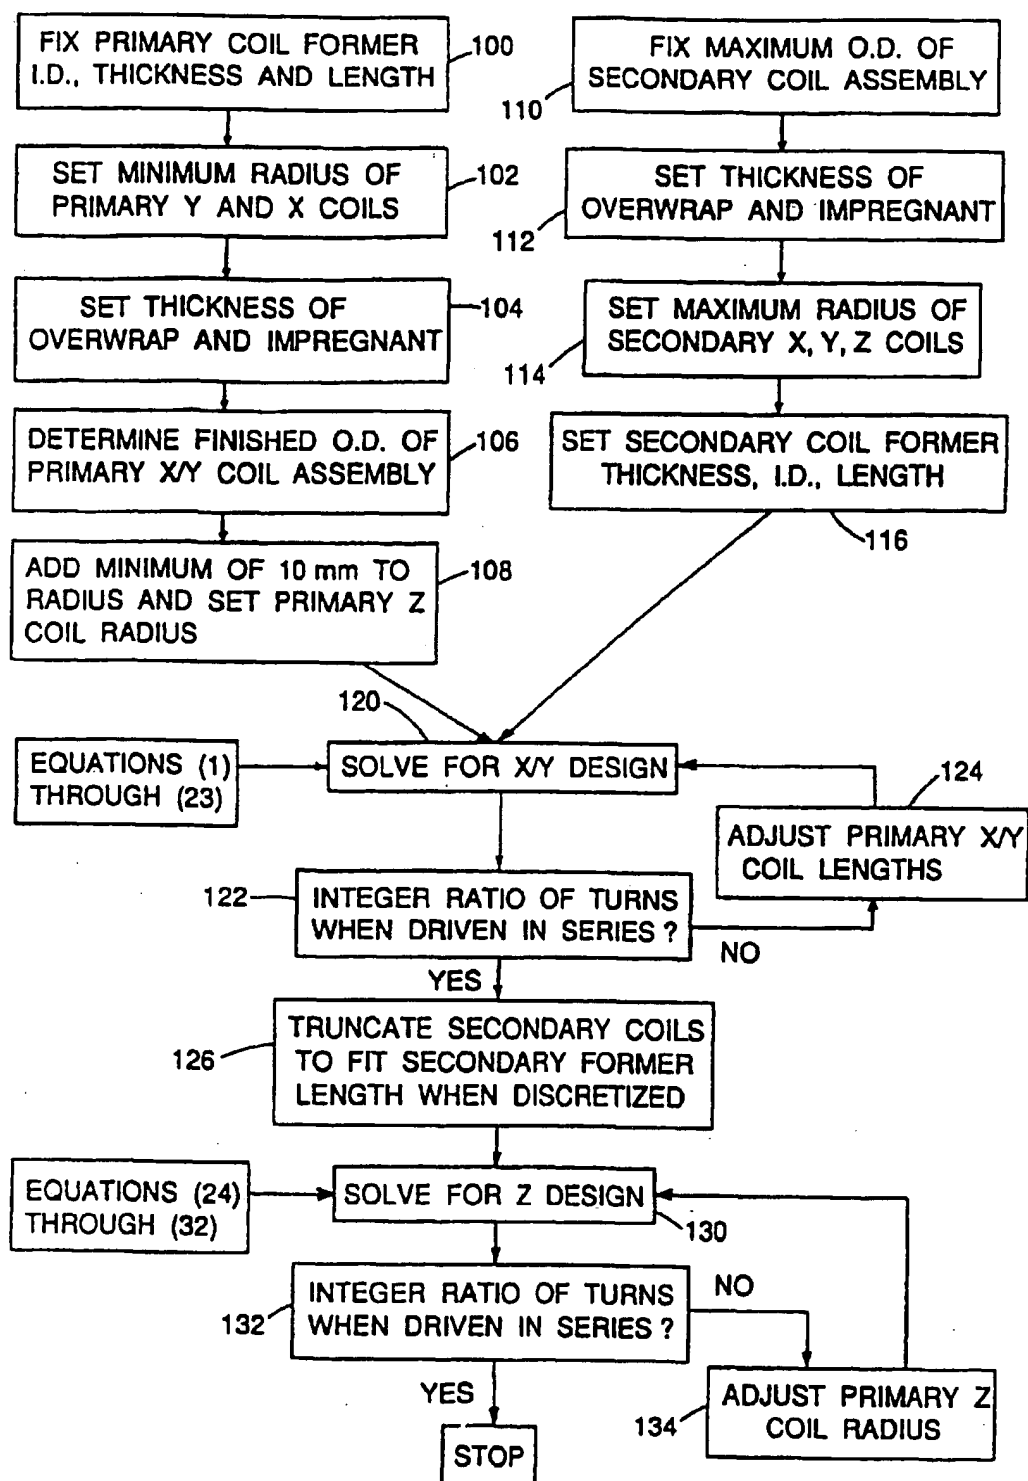 FIX PRIMARY COIL FORMER
I.D., THICKNESS AND LENGTH
100
SET MINIMUM RADIUS OF
PRIMARY Y AND X COILS
102
SET THICKNESS OF
OVERWRAP AND IMPREGNANT
104
DETERMINE FINISHED O.D. OF
PRIMARY X/Y COIL ASSEMBLY
106
ADD MINIMUM OF 10 mm TO
RADIUS AND SET PRIMARY Z
COIL RADIUS
108
FIX MAXIMUM O.D. OF
SECONDARY COIL ASSEMBLY
110
SET THICKNESS OF
OVERWRAP AND IMPREGNANT
112
SET MAXIMUM RADIUS OF
SECONDARY X, Y, Z COILS
114
SET SECONDARY COIL FORMER
THICKNESS, I.D., LENGTH
116
120
EQUATIONS (1)
THROUGH (23)
SOLVE FOR X/Y DESIGN
124
ADJUST PRIMARY X/Y
COIL LENGTHS
122
INTEGER RATIO OF TURNS
WHEN DRIVEN IN SERIES ?
NO
YES
TRUNCATE SECONDARY COILS
TO FIT SECONDARY FORMER
LENGTH WHEN DISCRETIZED
126
EQUATIONS (24)
THROUGH (32)
SOLVE FOR Z DESIGN
130
INTEGER RATIO OF TURNS
WHEN DRIVEN IN SERIES ?
132
NO
YES
ADJUST PRIMARY Z
COIL RADIUS
134
STOP